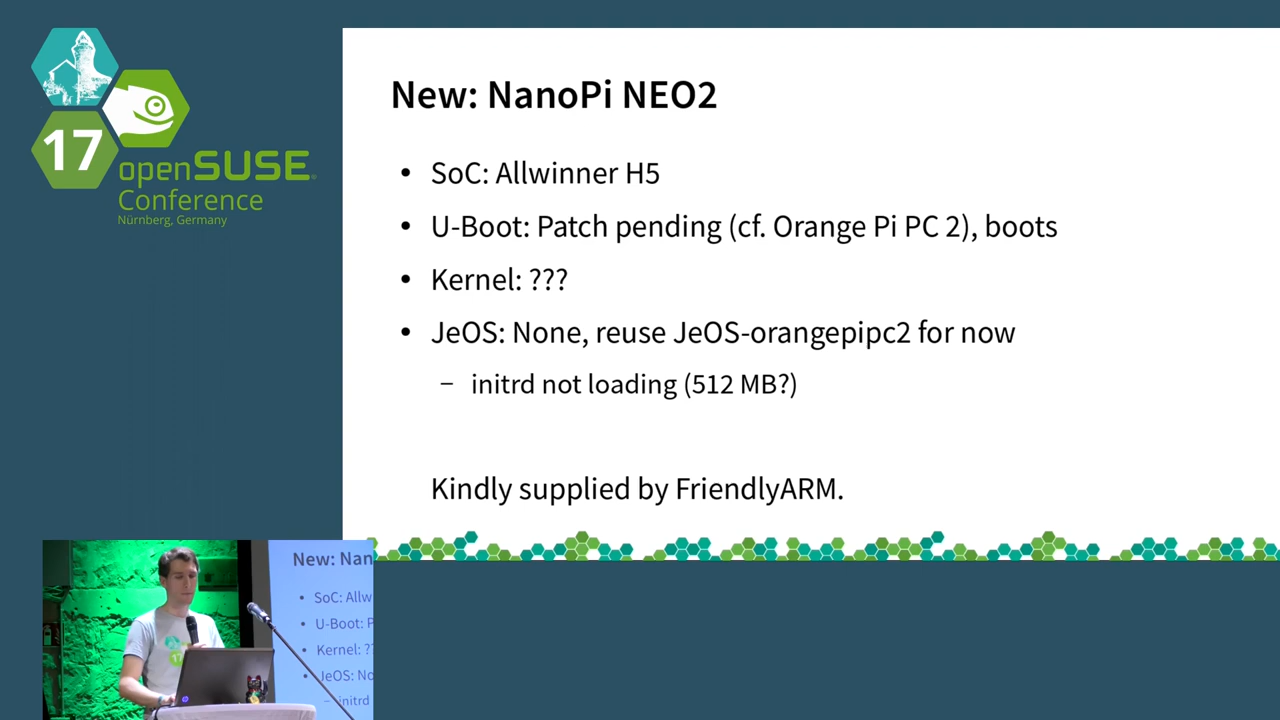 17
openSUSE
Conference
Nürnberg, Germany
New: NanoPi NEO2
• SoC: Allwinner H5
• U-Boot: Patch pending (cf. Orange Pi PC 2), boots
• Kernel: ???
• JeOS: None, reuse JeOS-orangepipc2 for now
– initrd not loading (512 MB?)
Kindly supplied by FriendlyARM.
New: Nan
• SoC: Allw
• U-Boot: P
• Kernel: ??
• JeOS: No
– initrd
17